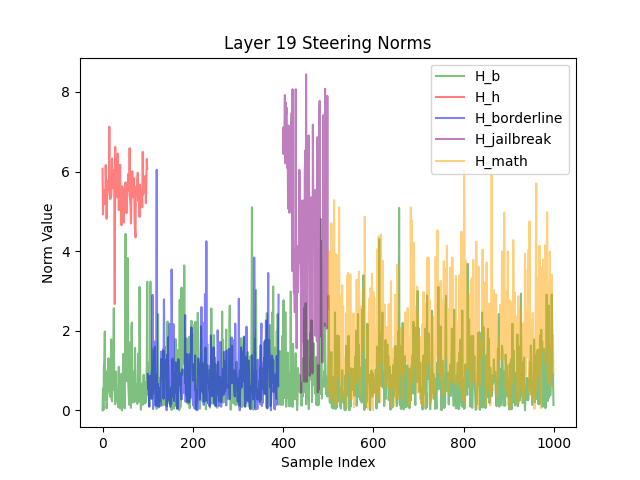 Layer 19 Steering Norms
H_b
H_h
H_borderline
H_jailbreak
H_math
Norm Value
8
6
4
2
0
0 200 400 600 800 1000
Sample Index